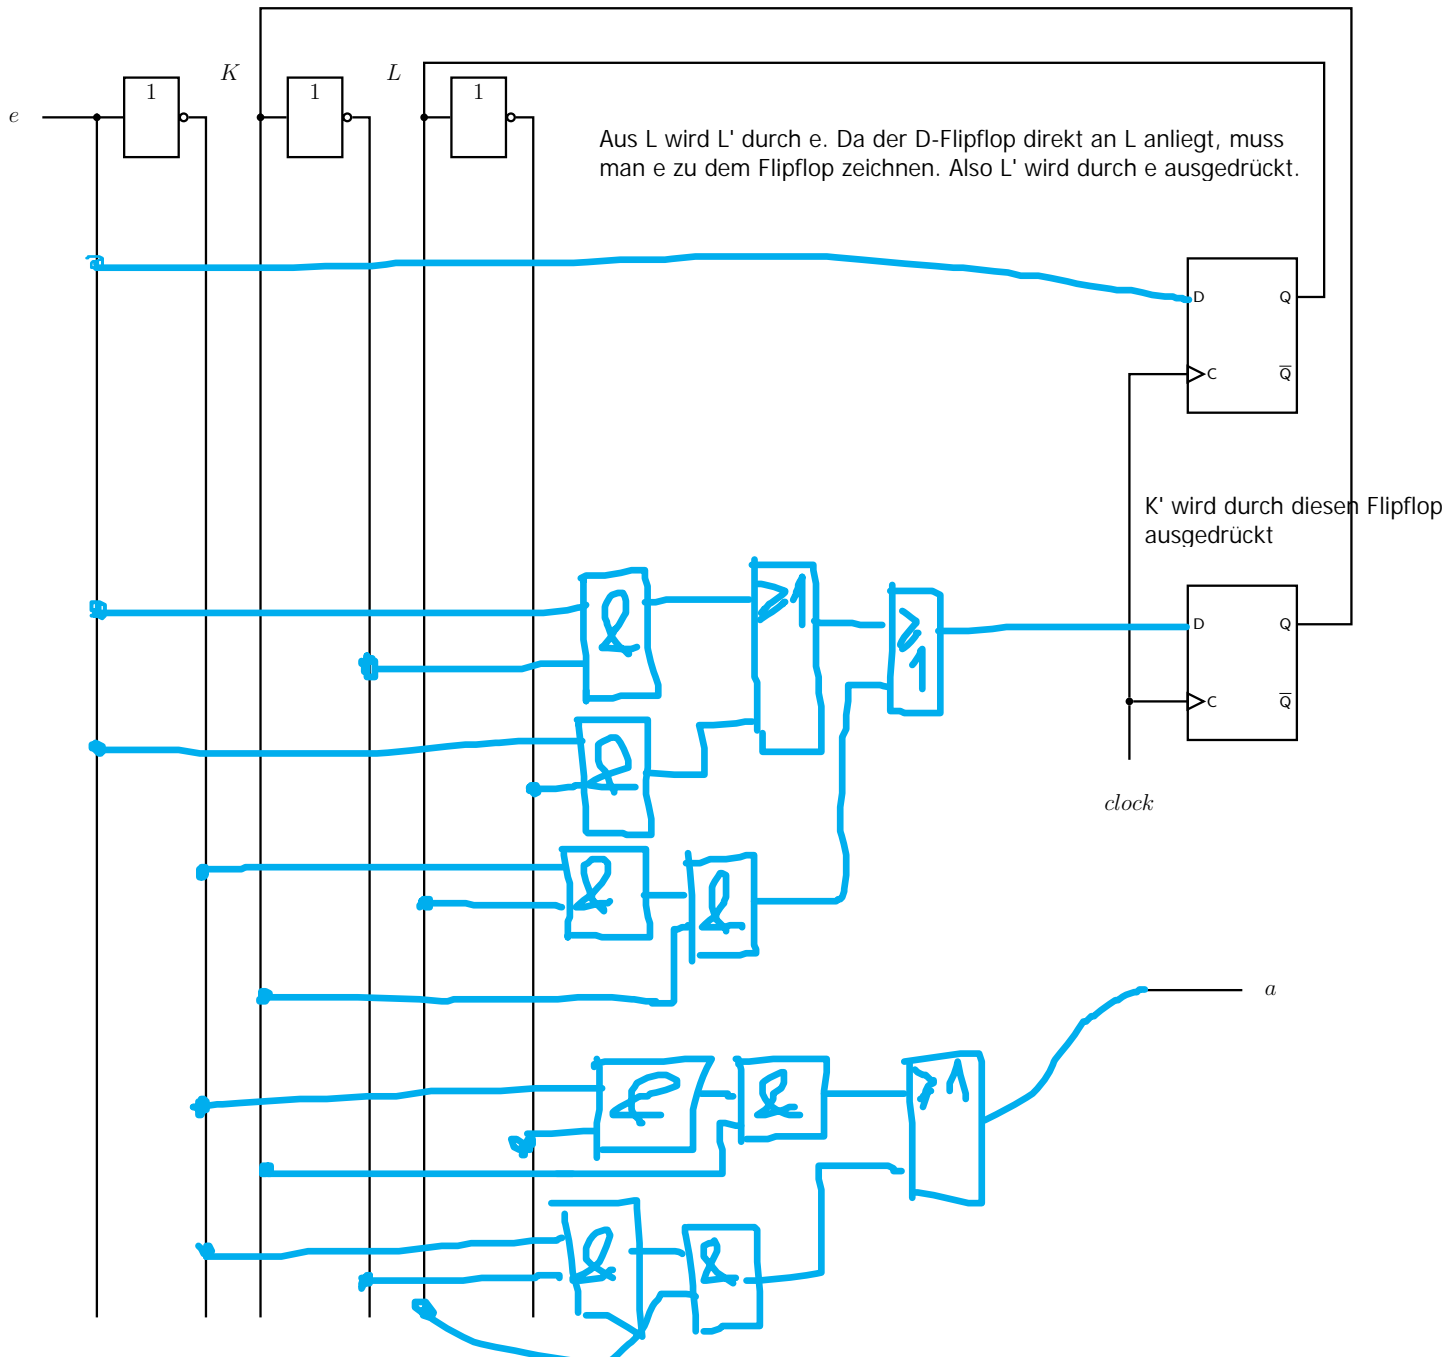 K
L
1
1
1
e
Aus L wird L' durch e. Da der D-Flipflop direkt an L anliegt, muss
man e zu dem Flipflop zeichnen. Also L' wird durch e ausgedrückt.
D Q
C Q̅
K' wird durch diesen Flipflop
ausgedrückt
&
≥1
≥
1
D Q
&
C Q̅
clock
&
&
a
&
&
≥1
&
&